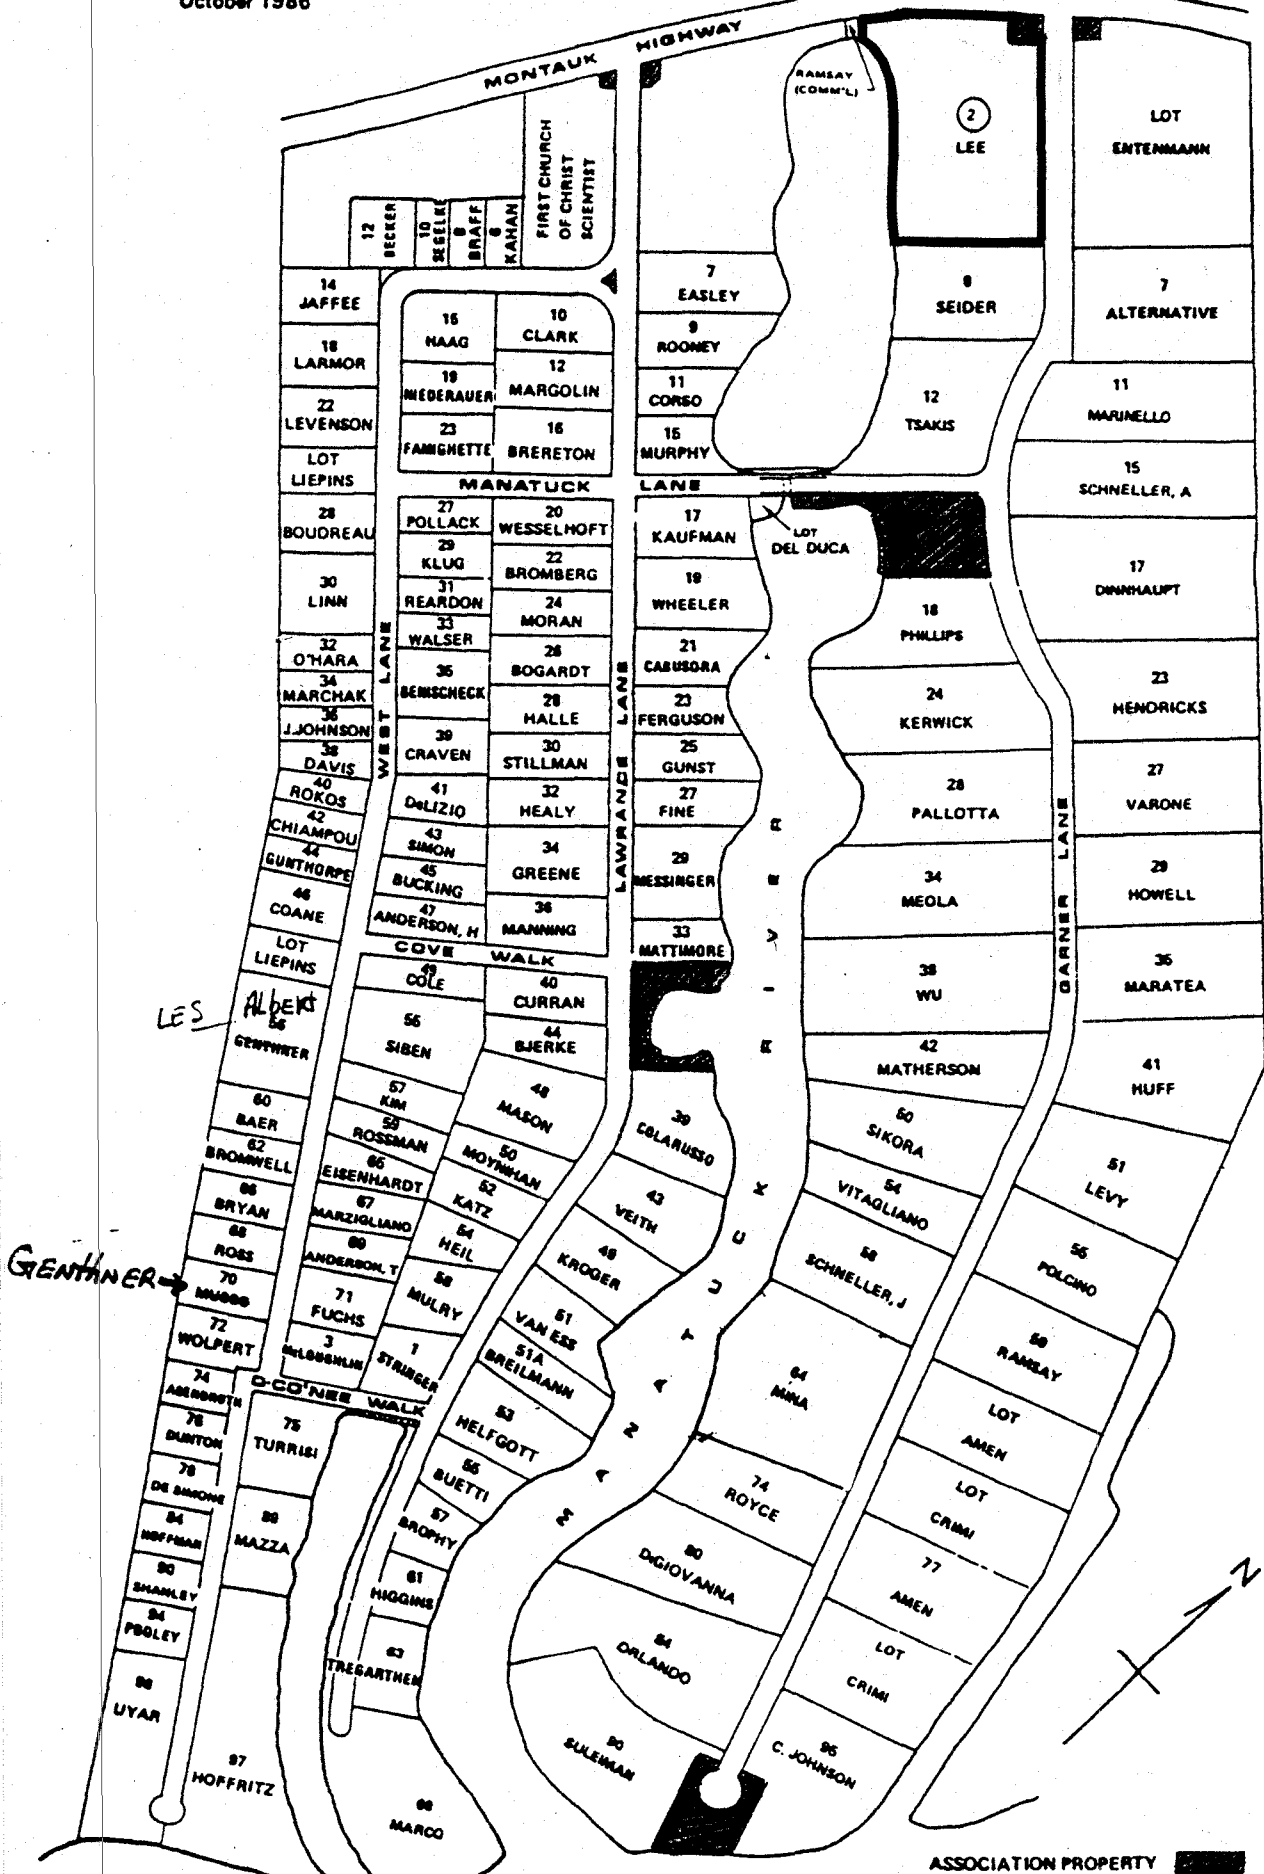 October 1986
MONTAUK HIGHWAY
RAMSAY
(COMM'L)
2
LEE
LOT
ENTENMANN
FIRST CHURCH
OF CHRIST
SCIENTIST
12
BECKER
10
SEGELKE
8
BRAFF
6
KAHAN
14
JAFFEE
18
LARMOR
22
LEVENSON
LOT
LIEPINS
28
BOUDREAU
30
LINN
32
O'HARA
34
MARCHAK
36
J.JOHNSON
38
DAVIS
40
ROKOS
42
CHIAMPOU
44
GUNTHORPE
46
COANE
LOT
LIEPINS
LES ALBERT
56
GENTHNER
60
BAER
62
BROMWELL
66
BRYAN
68
ROSS
GENTHNER
70
72
WOLPERT
74
76
DUNTON
78
DE SIMONE
84
HOFFMAN
90
SHANLEY
94
POOLEY
98
UYAR
WEST LANE
15
HAAG
19
NIEDERAUER
23
FAMIGHETTE
10
CLARK
12
MARGOLIN
16
BRERETON
MANATUCK LANE
27
POLLACK
29
KLUG
31
REARDON
33
WALSER
35
BEMSCHECK
39
CRAVEN
41
DeLIZIO
43
SIMON
45
BUCKING
47
ANDERSON, H
20
WESSELHOFT
22
BROMBERG
24
MORAN
26
BOGARDT
28
HALLE
30
STILLMAN
32
HEALY
34
GREENE
36
MANNING
COVE WALK
49
COLE
55
SIBEN
57
KIM
59
ROSSMAN
65
EISENHARDT
67
MARZIGLIANO
69
ANDERSON, T
71
FUCHS
3
McLOUGHLIN
40
CURRAN
44
BJERKE
48
MASON
50
MOYNIHAN
52
KATZ
54
HEIL
58
MULRY
1
STRINGER
O-CO'NEE WALK
75
TURRISI
89
MAZZA
97
HOFFRITZ
LAWRANCE LANE
7
EASLEY
9
ROONEY
11
CORSO
15
MURPHY
17
KAUFMAN
LOT
DEL DUCA
19
WHEELER
21
CABUSORA
23
FERGUSON
25
GUNST
27
FINE
29
MESSINGER
33
MATTIMORE
39
COLARUSSO
43
VEITH
49
KROGER
51
VAN ESS
51A
BREILMANN
53
HELFGOTT
55
BUETTI
57
BROPHY
61
HIGGINS
63
TREGARTHEN
68
MARCO
MANATUCK RIVER
8
SEIDER
12
TSAKIS
18
PHILLIPS
24
KERWICK
28
PALLOTTA
34
MEOLA
38
WU
42
MATHERSON
50
SIKORA
54
VITAGLIANO
58
SCHNELLER, J
64
MINA
74
ROYCE
80
DiGIOVANNA
84
ORLANDO
90
SULEIMAN
GARNER LANE
7
ALTERNATIVE
11
MARINELLO
15
SCHNELLER, A
17
DINNHAUPT
23
HENDRICKS
27
VARONE
29
HOWELL
35
MARATEA
41
HUFF
51
LEVY
55
POLCINO
59
RAMSAY
LOT
AMEN
LOT
CRIMI
77
AMEN
LOT
CRIMI
95
C. JOHNSON
N
ASSOCIATION PROPERTY